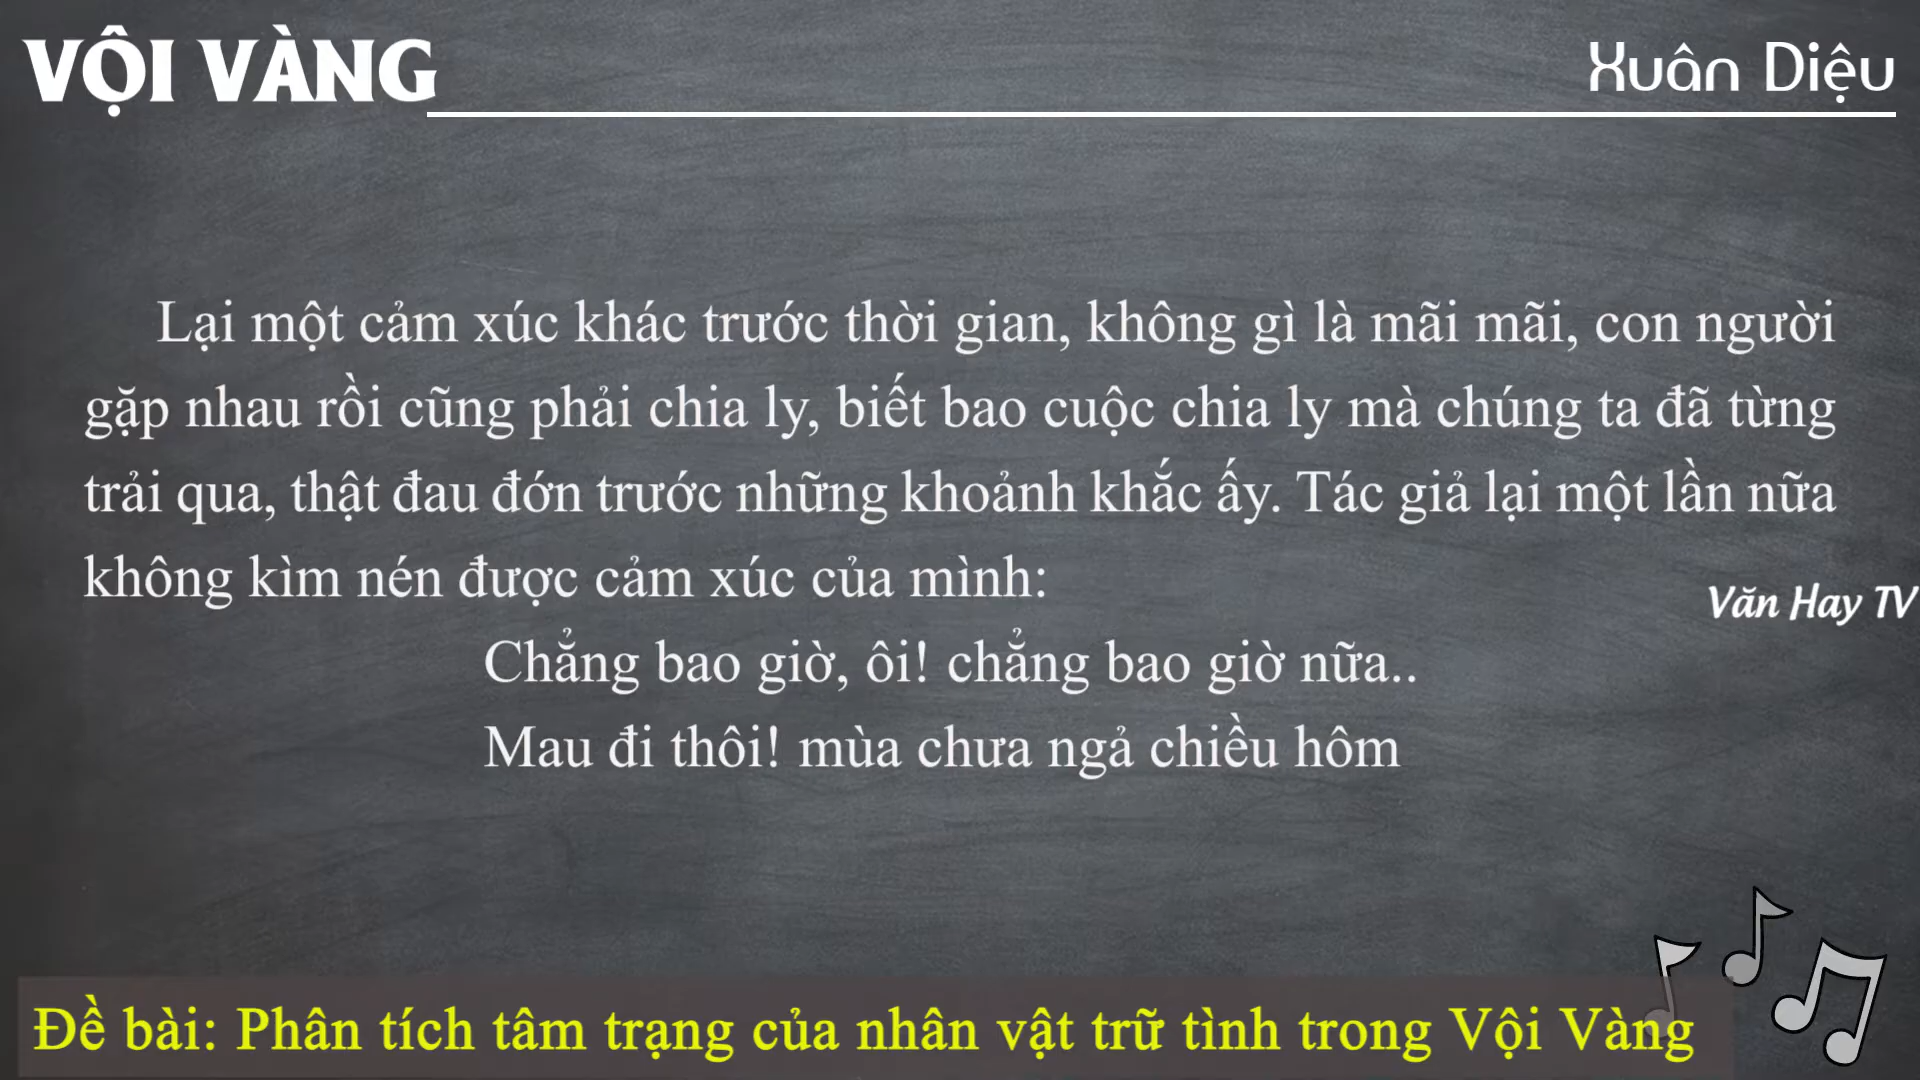 VỘI VÀNG
Xuân Diệu
Lại một cảm xúc khác trước thời gian, không gì là mãi mãi, con người
gặp nhau rồi cũng phải chia ly, biết bao cuộc chia ly mà chúng ta đã từng
trải qua, thật đau đớn trước những khoảnh khắc ấy. Tác giả lại một lần nữa
không kìm nén được cảm xúc của mình:
Văn Hay TV
Chẳng bao giờ, ôi! chẳng bao giờ nữa..
Mau đi thôi! mùa chưa ngả chiều hôm
Đề bài: Phân tích tâm trạng của nhân vật trữ tình trong Vội Vàng